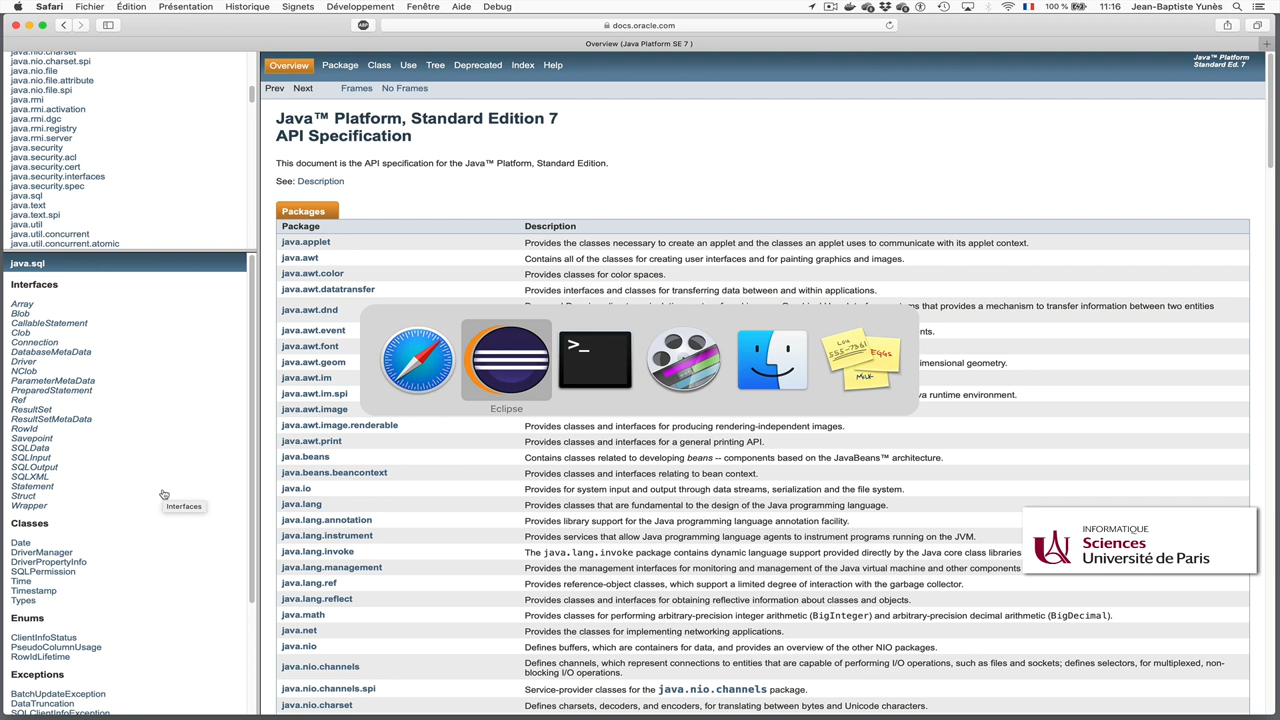 Safari Fichier Édition Présentation Historique Signets Développement Fenêtre Aide Debug 100 % 11:16 Jean-Baptiste Yunès
ABP docs.oracle.com
Overview (Java Platform SE 7 )
java.nio.charset
java.nio.charset.spi
java.nio.file
java.nio.file.attribute
java.nio.file.spi
java.rmi
java.rmi.activation
java.rmi.dgc
java.rmi.registry
java.rmi.server
java.security
java.security.acl
java.security.cert
java.security.interfaces
java.security.spec
java.sql
java.text
java.text.spi
java.util
java.util.concurrent
java.util.concurrent.atomic
java.sql
Interfaces
Array
Blob
CallableStatement
Clob
Connection
DatabaseMetaData
Driver
NClob
ParameterMetaData
PreparedStatement
Ref
ResultSet
ResultSetMetaData
RowId
Savepoint
SQLData
SQLInput
SQLOutput
SQLXML
Statement
Struct
Wrapper
Interfaces
Classes
Date
DriverManager
DriverPropertyInfo
SQLPermission
Time
Timestamp
Types
Enums
ClientInfoStatus
PseudoColumnUsage
RowIdLifetime
Exceptions
BatchUpdateException
DataTruncation
SQLClientInfoException
Overview Package Class Use Tree Deprecated Index Help
Java™ Platform
Standard Ed. 7
Prev Next Frames No Frames
Java™ Platform, Standard Edition 7
API Specification
This document is the API specification for the Java™ Platform, Standard Edition.
See: Description
Packages
Package Description
java.applet Provides the classes necessary to create an applet and the classes an applet uses to communicate with its applet context.
java.awt Contains all of the classes for creating user interfaces and for painting graphics and images.
java.awt.color Provides classes for color spaces.
java.awt.datatransfer Provides interfaces and classes for transferring data between and within applications.
java.awt.dnd that provides a mechanism to transfer information between two entities
java.awt.event nts.
java.awt.font
java.awt.geom imensional geometry.
java.awt.im
java.awt.im.spi va runtime environment.
java.awt.image
java.awt.image.renderable Provides classes and interfaces for producing rendering-independent images.
java.awt.print Provides classes and interfaces for a general printing API.
java.beans Contains classes related to developing beans -- components based on the JavaBeans™ architecture.
java.beans.beancontext Provides classes and interfaces relating to bean context.
java.io Provides for system input and output through data streams, serialization and the file system.
java.lang Provides classes that are fundamental to the design of the Java programming language.
java.lang.annotation Provides library support for the Java programming language annotation facility.
java.lang.instrument Provides services that allow Java programming language agents to instrument programs running on the JVM.
java.lang.invoke The java.lang.invoke package contains dynamic language support provided directly by the Java core class libraries
java.lang.management Provides the management interfaces for monitoring and management of the Java virtual machine and other components
java.lang.ref Provides reference-object classes, which support a limited degree of interaction with the garbage collector.
java.lang.reflect Provides classes and interfaces for obtaining reflective information about classes and objects.
java.math Provides classes for performing arbitrary-precision integer arithmetic (BigInteger) and arbitrary-precision decimal arithmetic (BigDecimal).
java.net Provides the classes for implementing networking applications.
java.nio Defines buffers, which are containers for data, and provides an overview of the other NIO packages.
java.nio.channels Defines channels, which represent connections to entities that are capable of performing I/O operations, such as files and sockets; defines selectors, for multiplexed, non-
blocking I/O operations.
java.nio.channels.spi Service-provider classes for the java.nio.channels package.
java.nio.charset Defines charsets, decoders, and encoders, for translating between bytes and Unicode characters.
>_
555-7361
EGGS
MILK
Eclipse
INFORMATIQUE
Sciences
Université de Paris